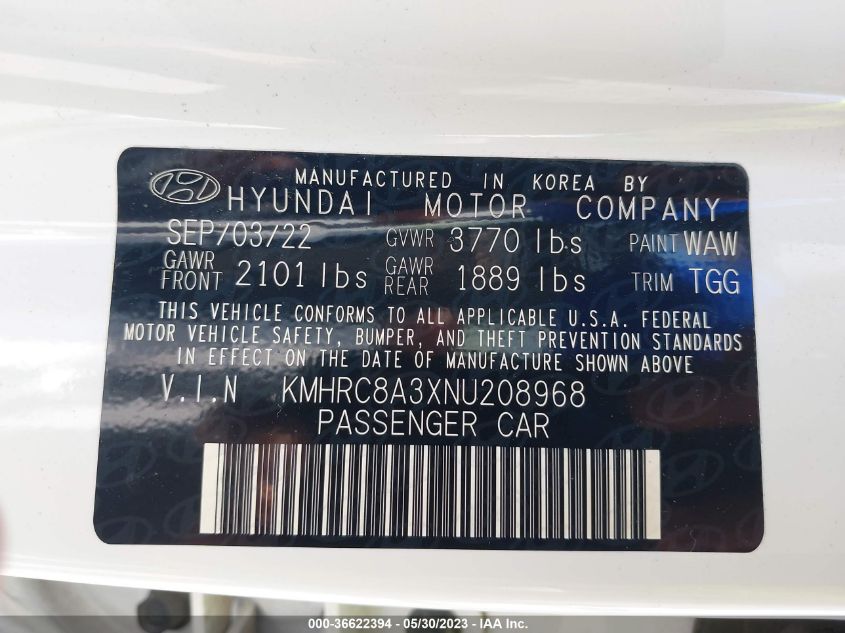 MANUFACTURED IN KOREA BY
HYUNDAI MOTOR COMPANY
SEP/03/22 GVWR 3770 lbs PAINT WAW
GAWR FRONT 2101 lbs GAWR REAR 1889 lbs TRIM TGG
THIS VEHICLE CONFORMS TO ALL APPLICABLE U.S.A. FEDERAL
MOTOR VEHICLE SAFETY, BUMPER, AND THEFT PREVENTION STANDARDS
IN EFFECT ON THE DATE OF MANUFACTURE SHOWN ABOVE
V.I.N KMHRC8A3XNU208968
PASSENGER CAR
000-36622394 - 05/30/2023 - IAA Inc.